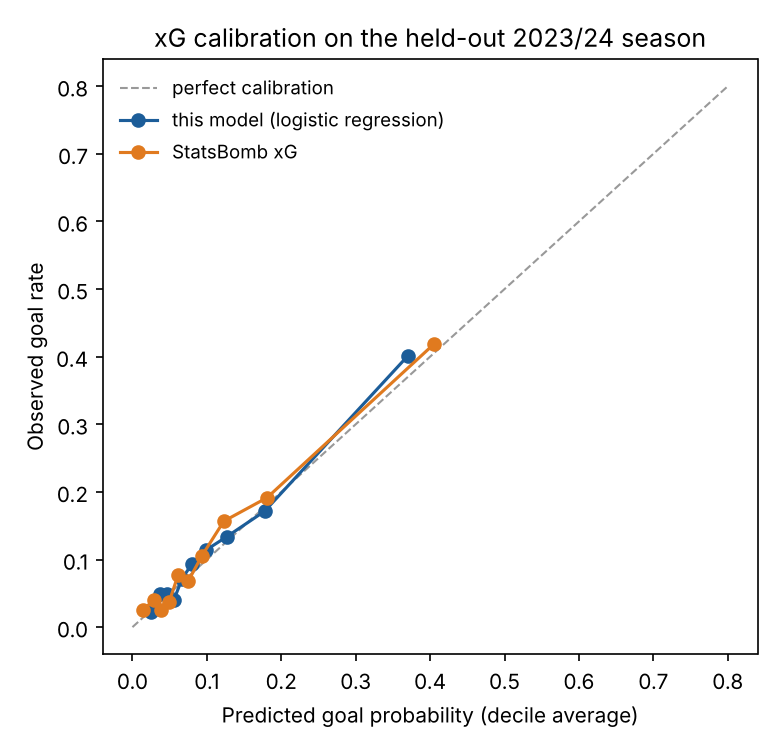 xG calibration on the held-out 2023/24 season
perfect calibration
this model (logistic regression)
StatsBomb xG
Observed goal rate
0.8
0.7
0.6
0.5
0.4
0.3
0.2
0.1
0.0
0.0 0.1 0.2 0.3 0.4 0.5 0.6 0.7 0.8
Predicted goal probability (decile average)